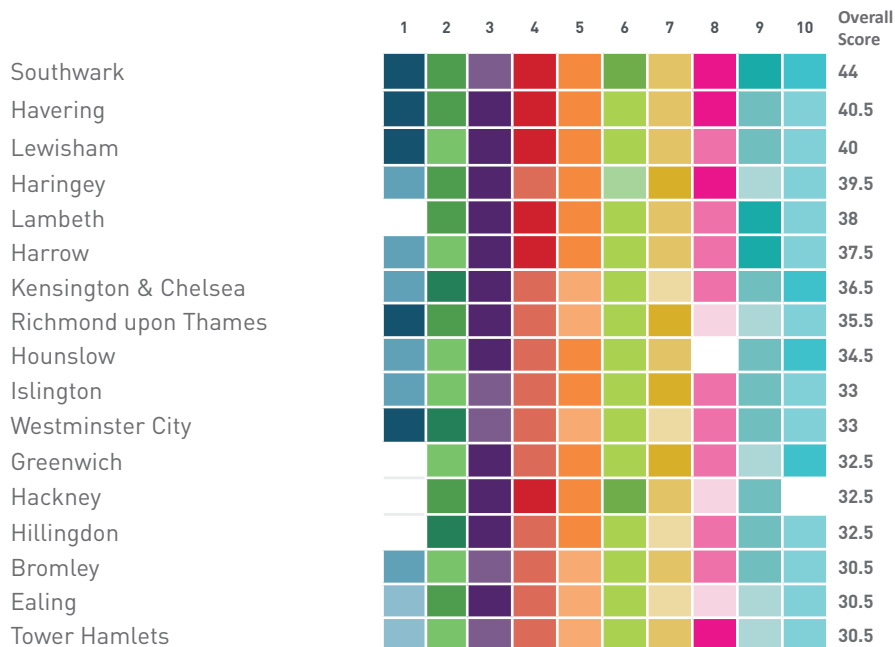 1 2 3 4 5 6 7 8 9 10 Overall
Score
Southwark 44
Havering 40.5
Lewisham 40
Haringey 39.5
Lambeth 38
Harrow 37.5
Kensington & Chelsea 36.5
Richmond upon Thames 35.5
Hounslow 34.5
Islington 33
Westminster City 33
Greenwich 32.5
Hackney 32.5
Hillingdon 32.5
Bromley 30.5
Ealing 30.5
Tower Hamlets 30.5